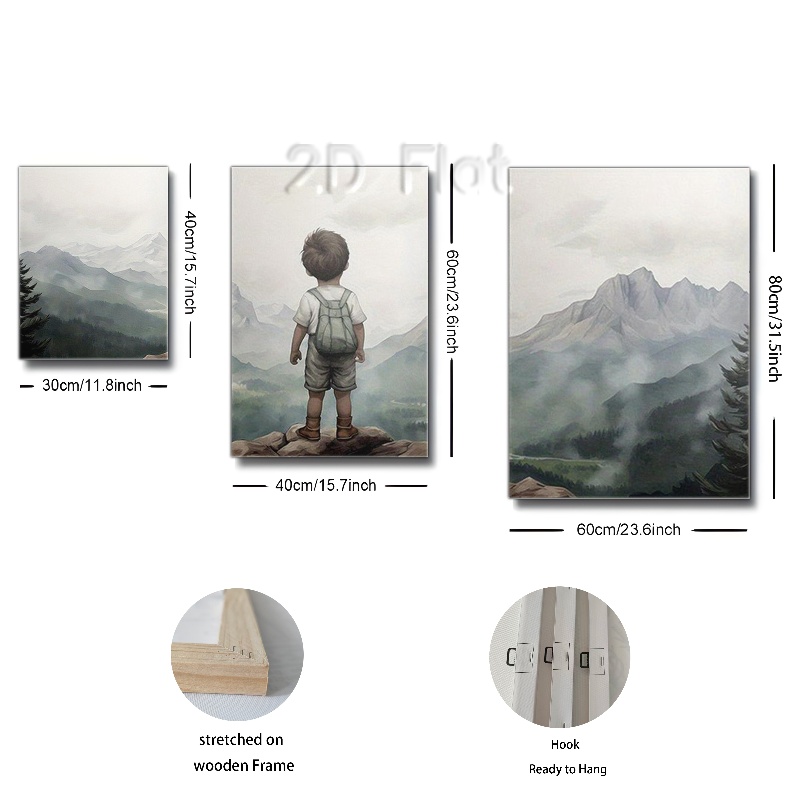 2.D Flat.
40cm/15.7inch
30cm/11.8inch
60cm/23.6inch
40cm/15.7inch
80cm/31.5inch
60cm/23.6inch
stretched on
wooden Frame
Hook
Ready to Hang